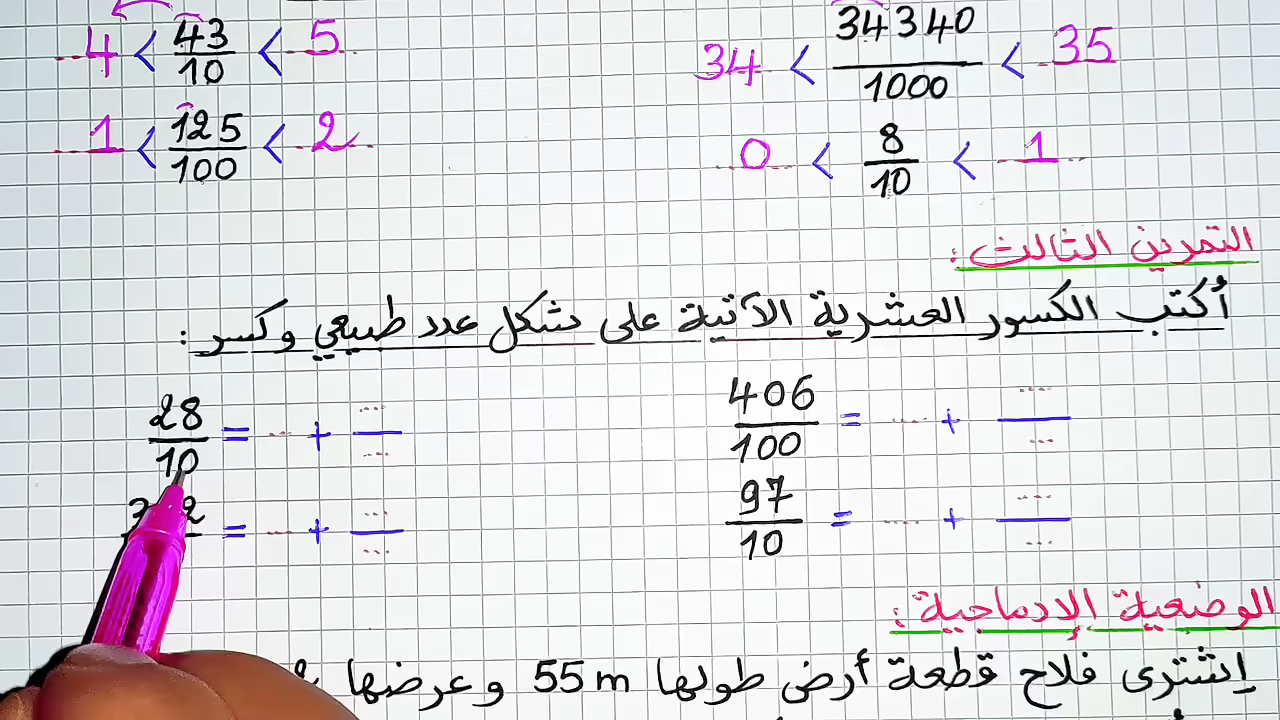 4 < 43/10 < 5
34 < 34340/1000 < 35
1 < 125/100 < 2
0 < 8/10 < 1
التمرين الثالث :
أكتب الكسور العشرية الآتية على شكل عدد طبيعي و كسر :
28/10 = ... + .../...
406/100 = ... + .../...
= ... + .../...
97/10 = ... + .../...
الوضعية الإدماجية :
إشترى فلاح قطعة أرض طولها 55 m و عرضها